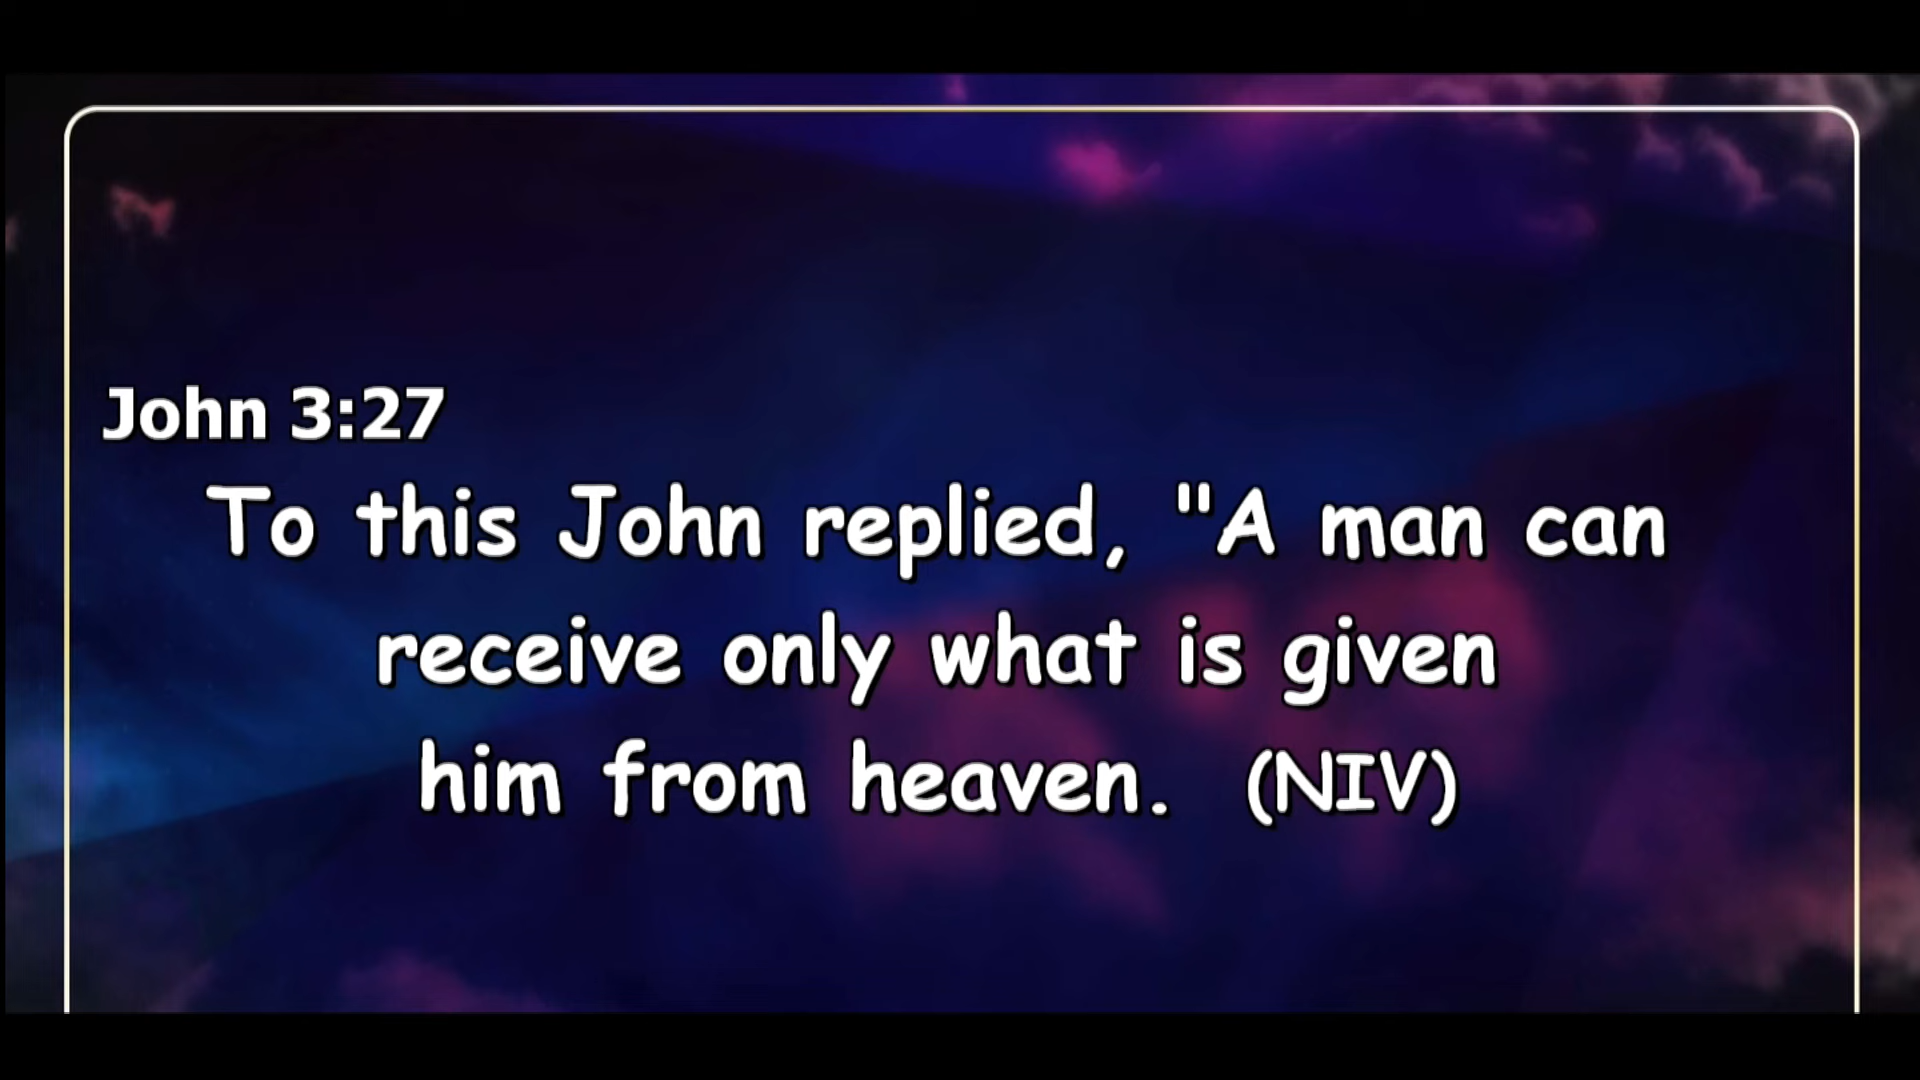 John 3:27
To this John replied, "A man can
receive only what is given
him from heaven. (NIV)